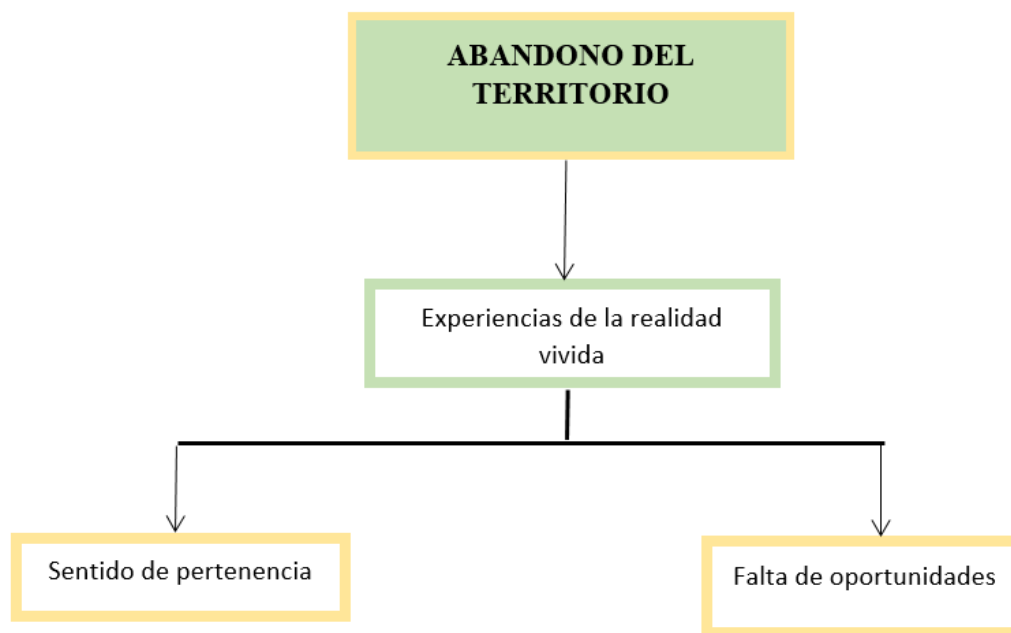 ABANDONO DEL
TERRITORIO
Experiencias de la realidad
vivida
Sentido de pertenencia
Falta de oportunidades